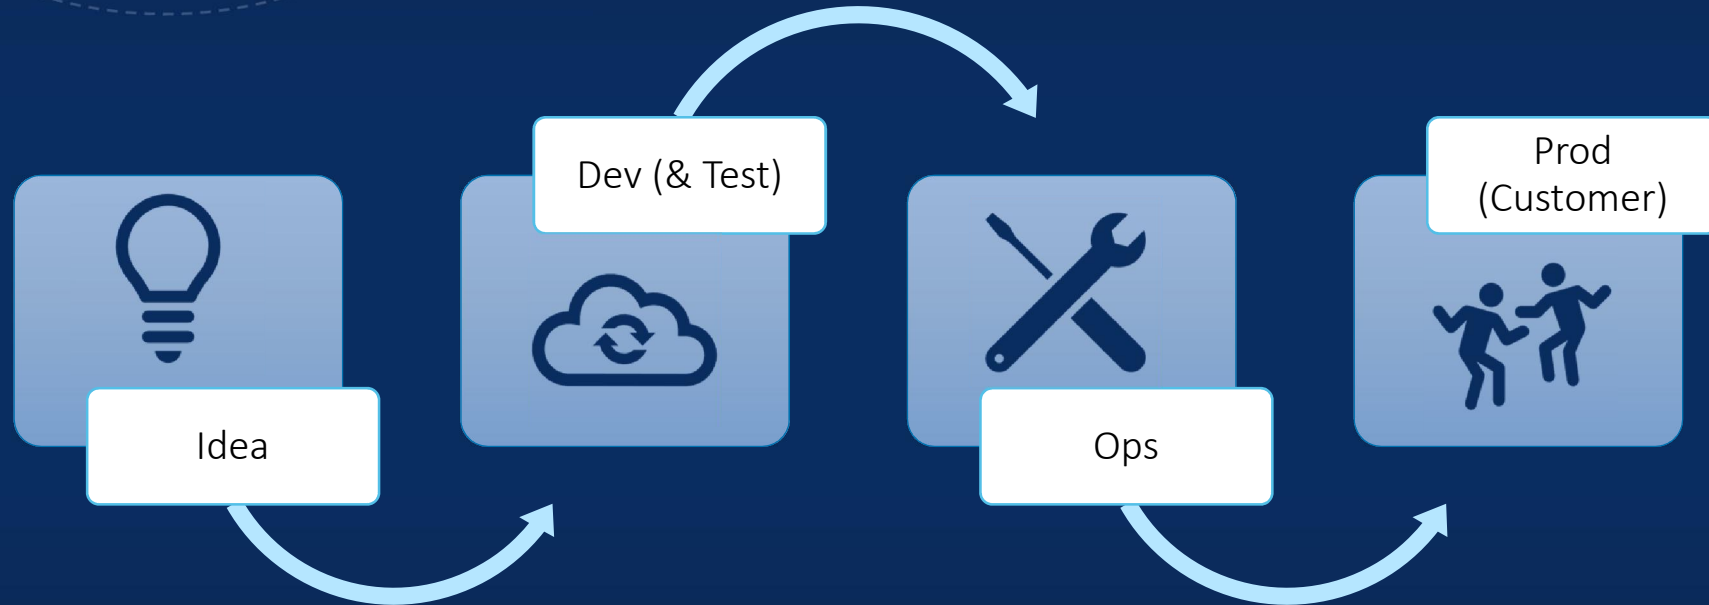 Idea
Dev (& Test)
Ops
Prod
(Customer)